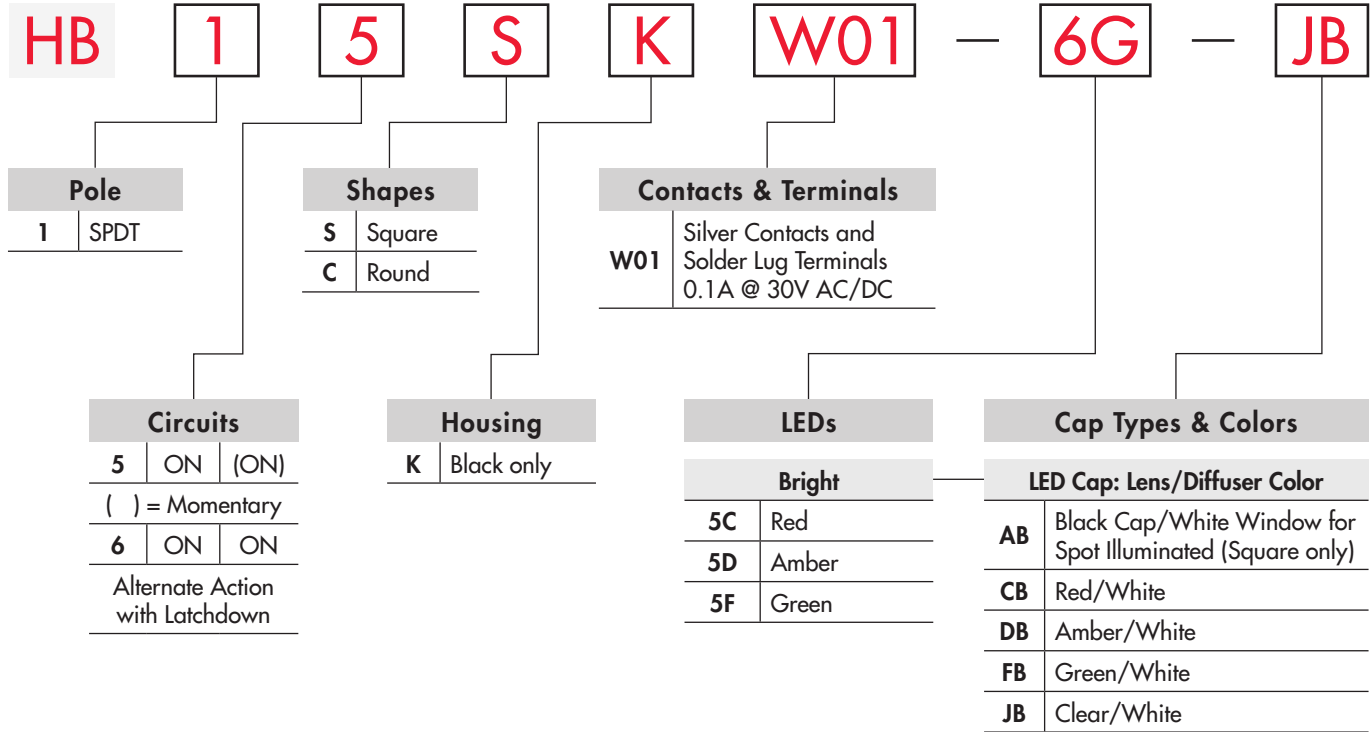 HB 1 5 S K W01 — 6G — JB
Pole
1 SPDT
Shapes
S Square
C Round
Contacts & Terminals
W01 Silver Contacts and
Solder Lug Terminals
0.1A @ 30V AC/DC
Circuits
5 ON (ON)
( ) = Momentary
6 ON ON
Alternate Action
with Latchdown
Housing
K Black only
LEDs
Bright
5C Red
5D Amber
5F Green
Cap Types & Colors
LED Cap: Lens/Diffuser Color
AB Black Cap/White Window for
Spot Illuminated (Square only)
CB Red/White
DB Amber/White
FB Green/White
JB Clear/White